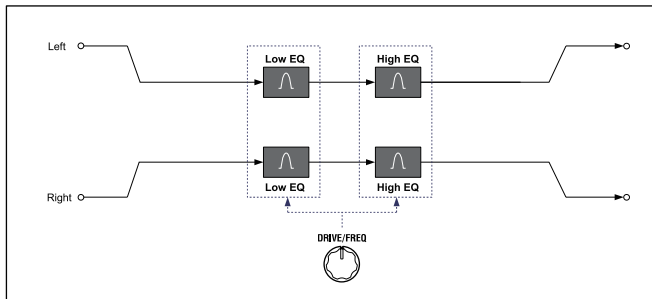 Left
Low EQ
High EQ
Low EQ
High EQ
Right
DRIVE/FREQ